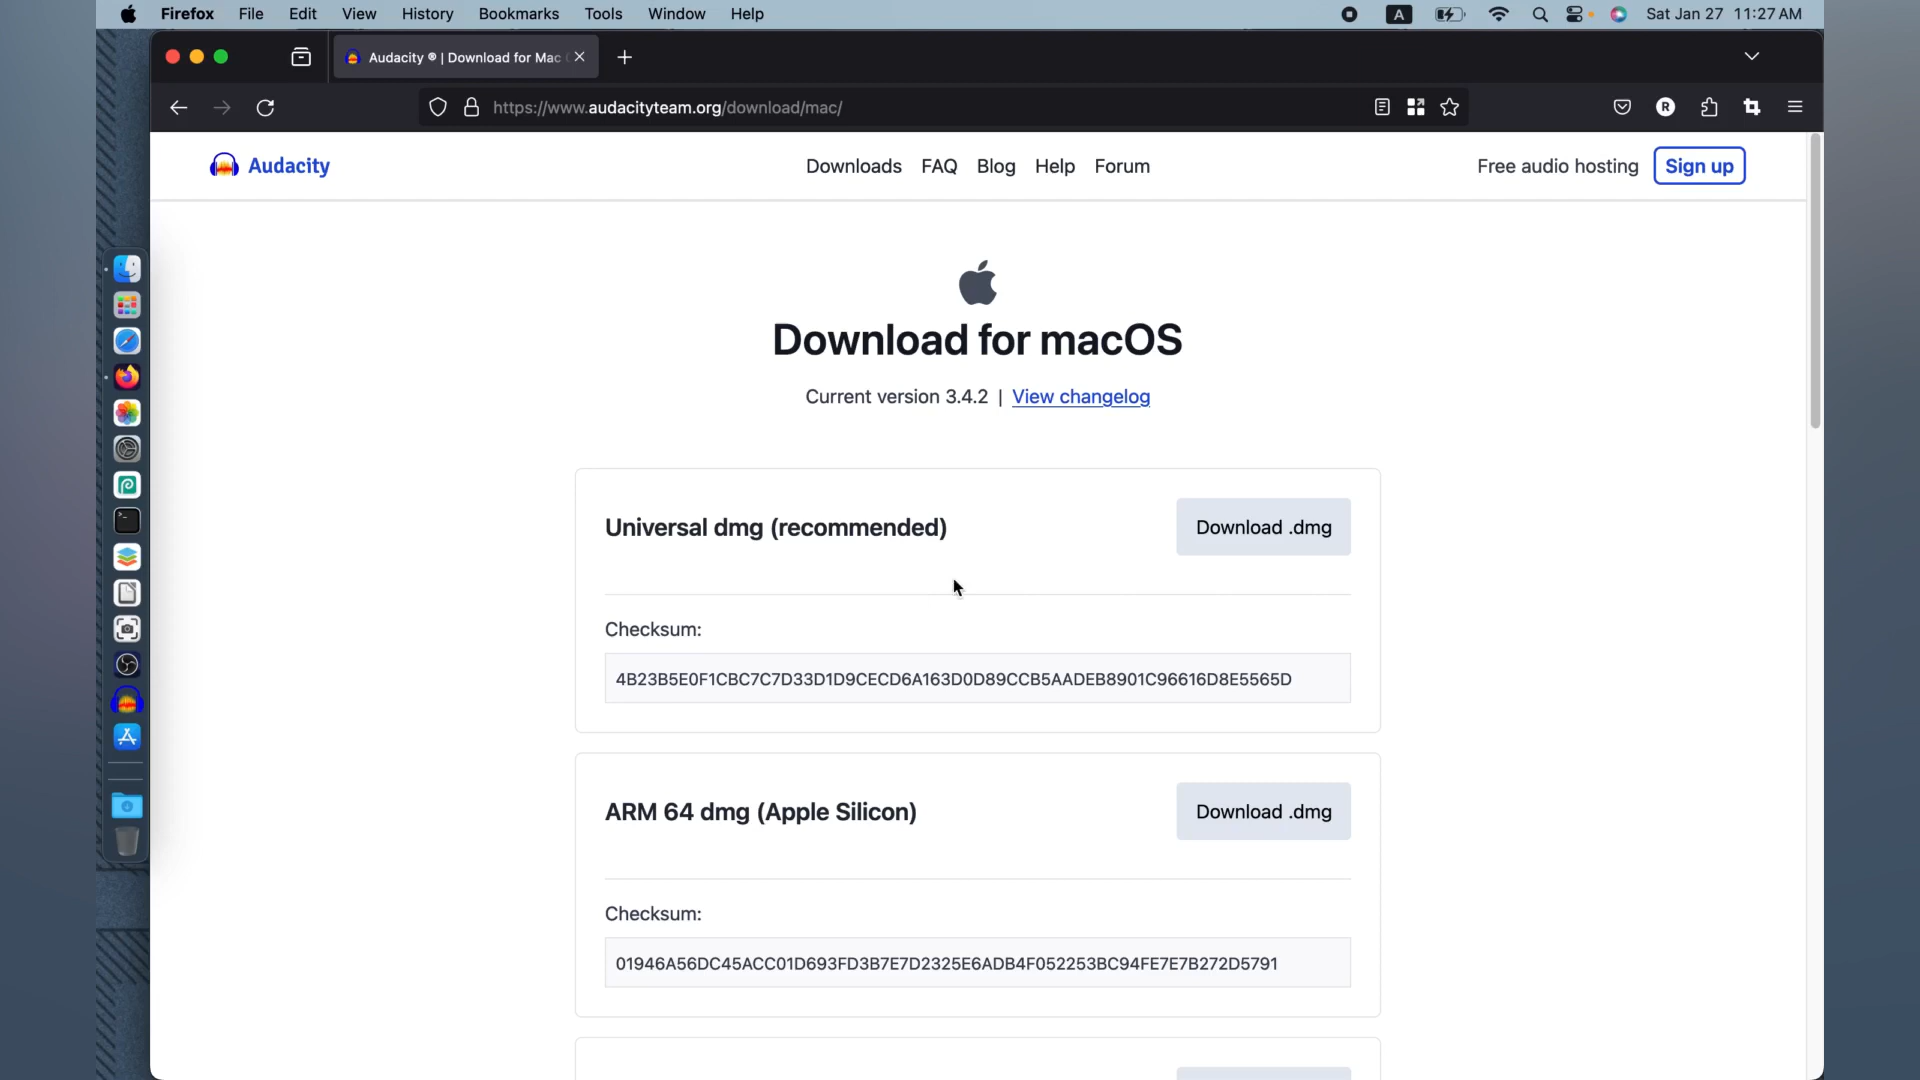 Firefox File Edit View History Bookmarks Tools Window Help A Sat Jan 27 11:27 AM
Audacity ® | Download for Mac
https://www.audacityteam.org/download/mac/ R
Audacity Downloads FAQ Blog Help Forum Free audio hosting Sign up
Download for macOS
Current version 3.4.2 | View changelog
Universal dmg (recommended) Download .dmg
Checksum:
4B23B5E0F1CBC7C7D33D1D9CECD6A163D0D89CCB5AADEB8901C96616D8E5565D
ARM 64 dmg (Apple Silicon) Download .dmg
Checksum:
01946A56DC45ACC01D693FD3B7E7D2325E6ADB4F052253BC94FE7E7B272D5791